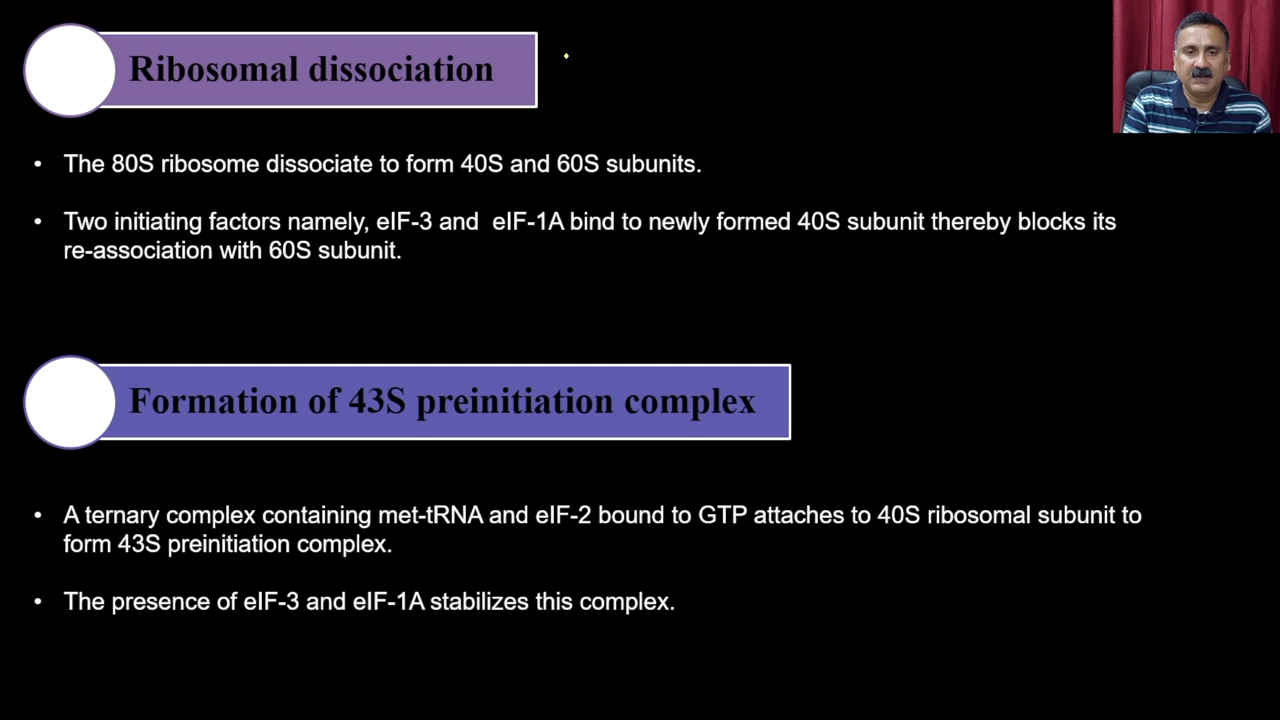 Ribosomal dissociation
• The 80S ribosome dissociate to form 40S and 60S subunits.
• Two initiating factors namely, eIF-3 and eIF-1A bind to newly formed 40S subunit thereby blocks its
re-association with 60S subunit.
Formation of 43S preinitiation complex
• A ternary complex containing met-tRNA and eIF-2 bound to GTP attaches to 40S ribosomal subunit to
form 43S preinitiation complex.
• The presence of eIF-3 and eIF-1A stabilizes this complex.